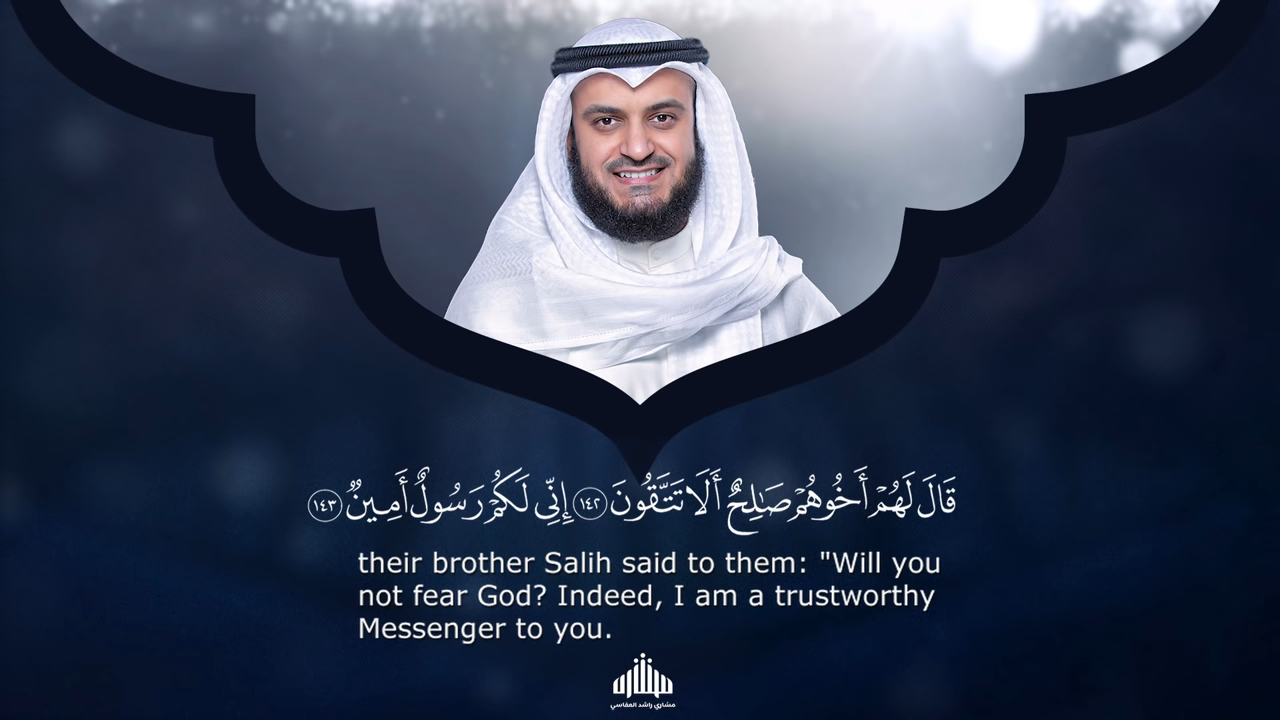 قَالَ لَهُمْ أَخُوهُمْ صَـٰلِحٌ أَلَا تَتَّقُونَ ١٤٢ إِنِّي لَكُمْ رَسُولٌ أَمِينٌ ١٤٣
their brother Salih said to them: "Will you
not fear God? Indeed, I am a trustworthy
Messenger to you.
مشاري راشد العفاسي